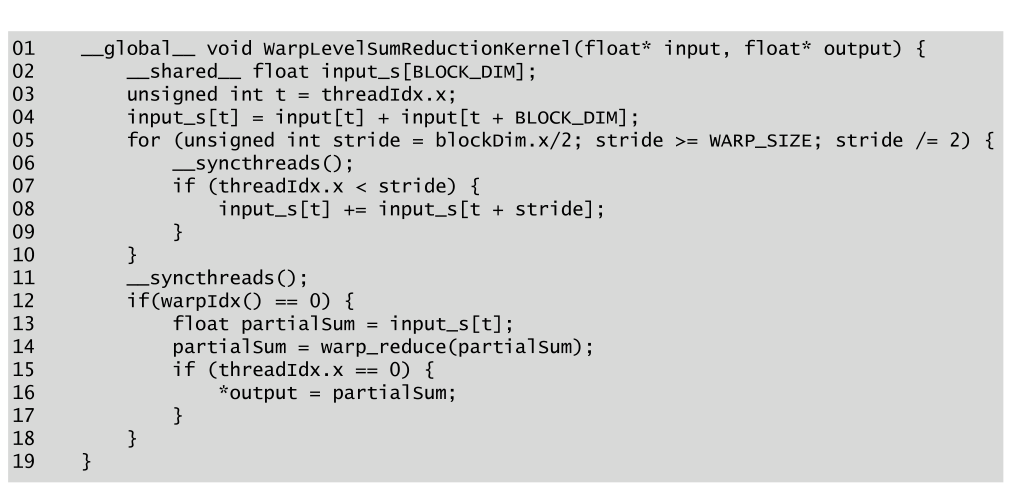 01    __global__ void WarpLevelSumReductionKernel(float* input, float* output) {
02        __shared__ float input_s[BLOCK_DIM];
03        unsigned int t = threadIdx.x;
04        input_s[t] = input[t] + input[t + BLOCK_DIM];
05        for (unsigned int stride = blockDim.x/2; stride >= WARP_SIZE; stride /= 2) {
06            __syncthreads();
07            if (threadIdx.x < stride) {
08                input_s[t] += input_s[t + stride];
09            }
10        }
11        __syncthreads();
12        if(warpIdx() == 0) {
13            float partialSum = input_s[t];
14            partialSum = warp_reduce(partialSum);
15            if (threadIdx.x == 0) {
16                *output = partialSum;
17            }
18        }
19    }